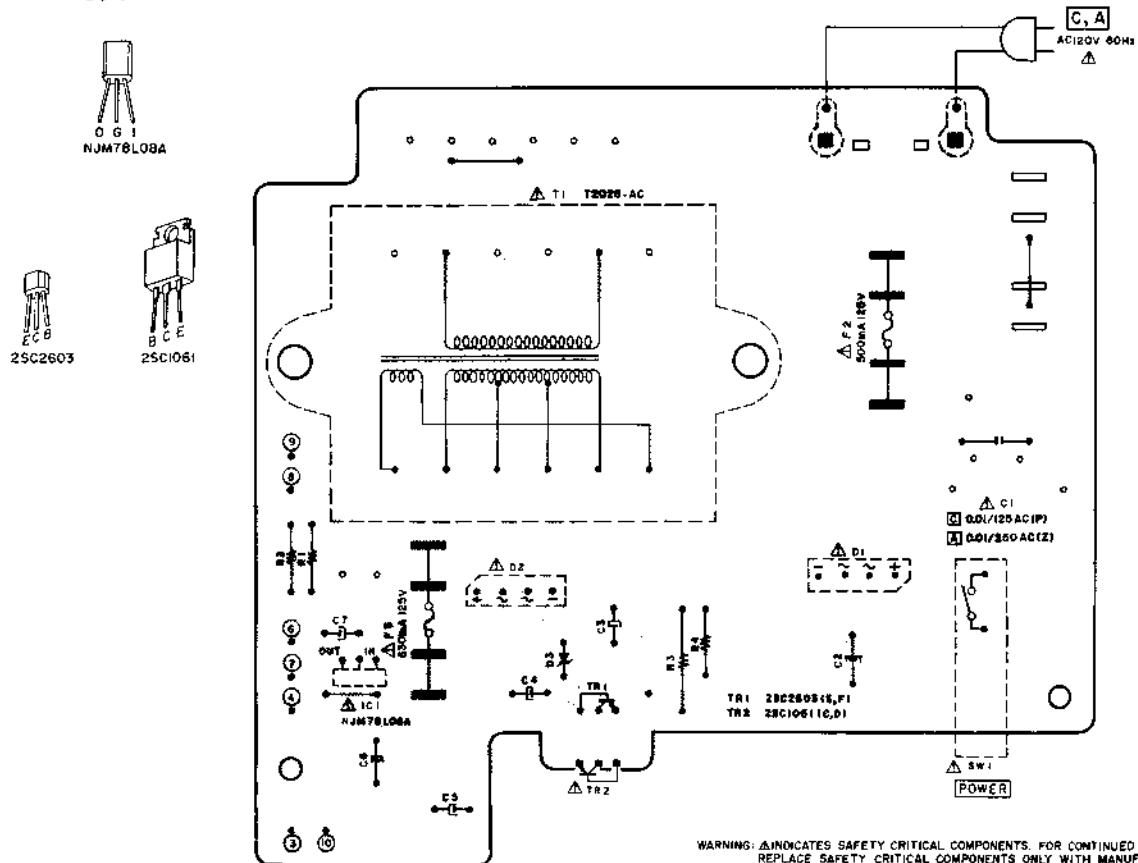 C, A
AC120V 60Hz
O G I
NJM78L08A
T1 T2026-AC
E C B
2SC2603
B C E
2SC1061
F2
500mA 125V
9
8
C1
C 0.01/125AC(P)
A 0.01/250AC(Z)
R2
R1
D2
+ ~ ~ -
D1
- ~ ~ +
C7
6
OUT
IN
630mA 125V
C3
R3
R4
D3
C2
7
4
IC1
NJM78L08A
C4
TR1
TR1 2SC2603(E,F)
TR2 2SC1061(C,D)
C6
TR2
SW1
POWER
C5
3
10
WARNING: ⚠INDICATES SAFETY CRITICAL COMPONENTS. FOR CONTINUED
REPLACE SAFETY CRITICAL COMPONENTS ONLY WITH MANUF